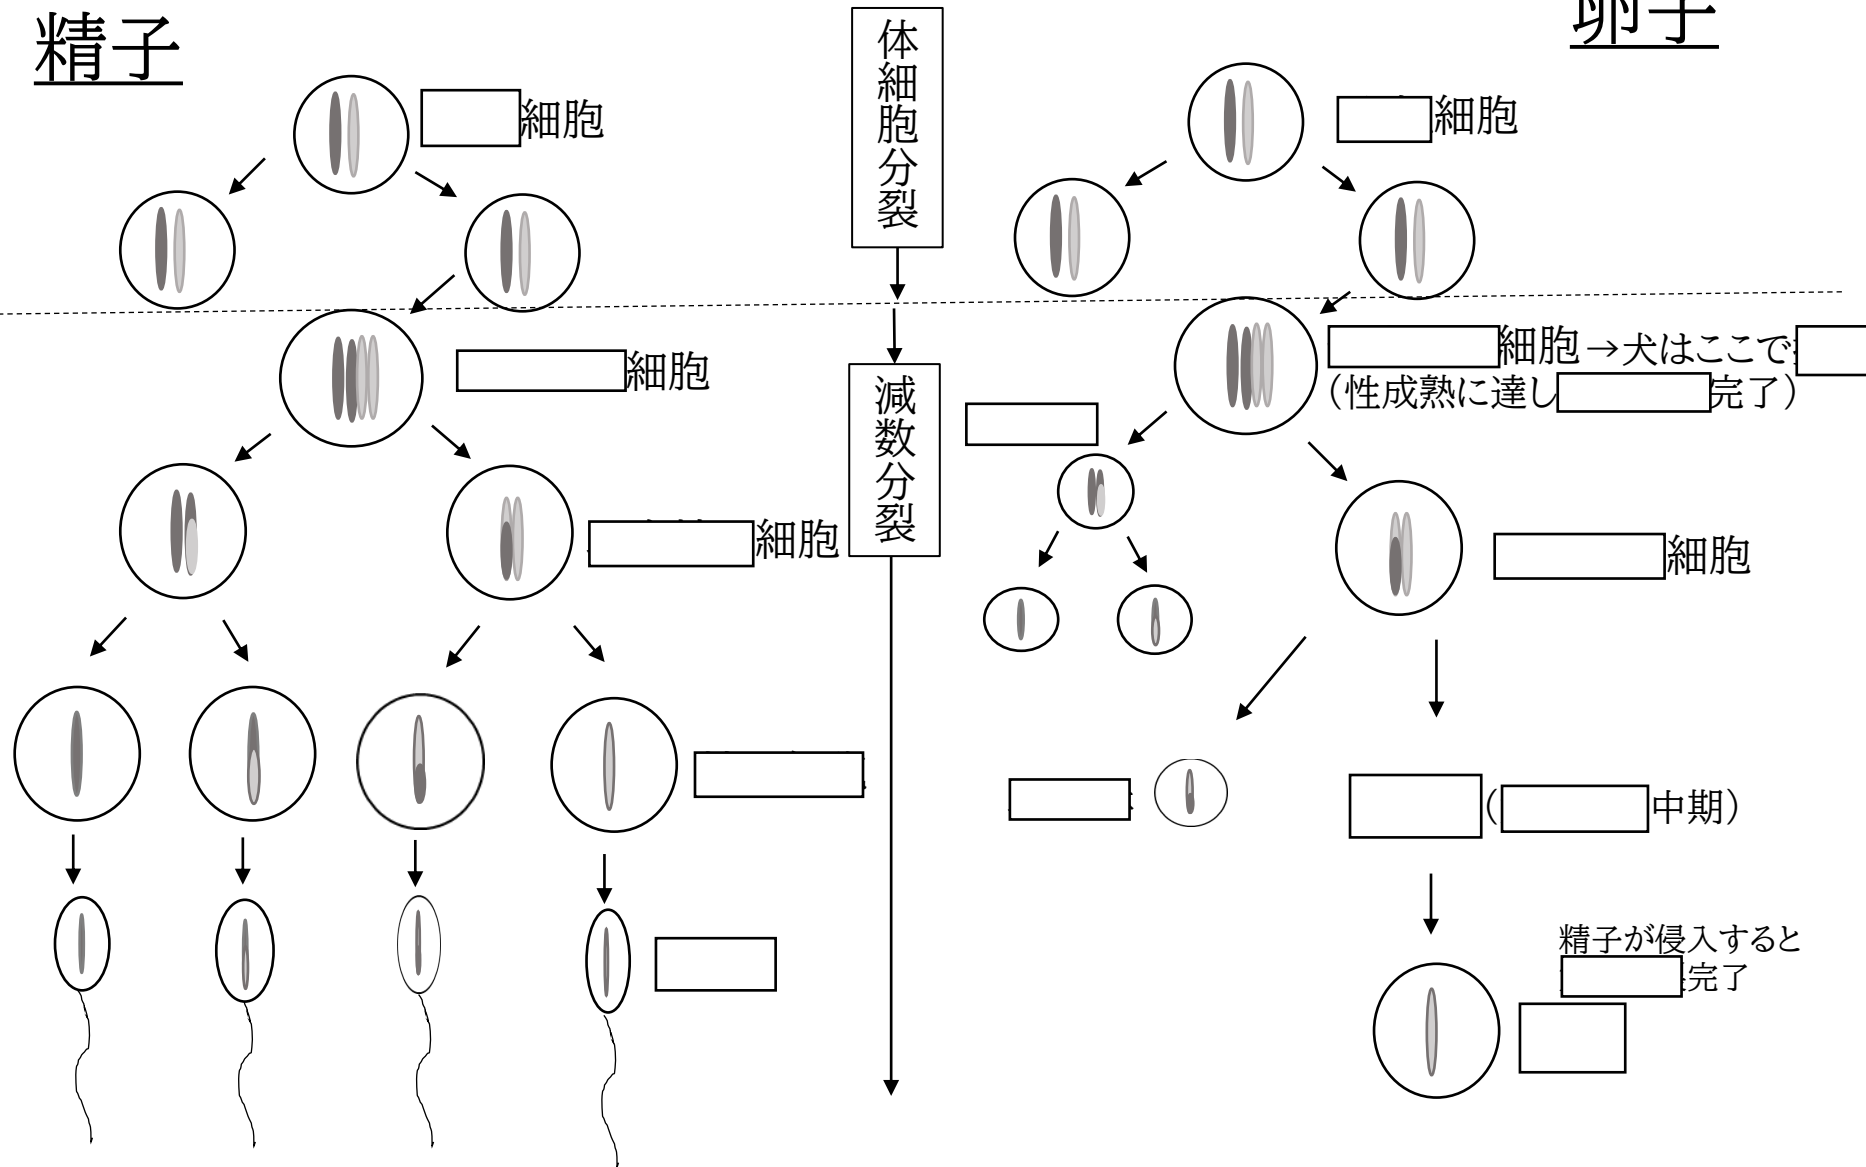 精子
卵子
体細胞分裂
細胞
細胞
細胞
細胞→犬はここで
（性成熟に達し
完了）
減数分裂
細胞
細胞
（
中期）
精子が侵入すると
完了